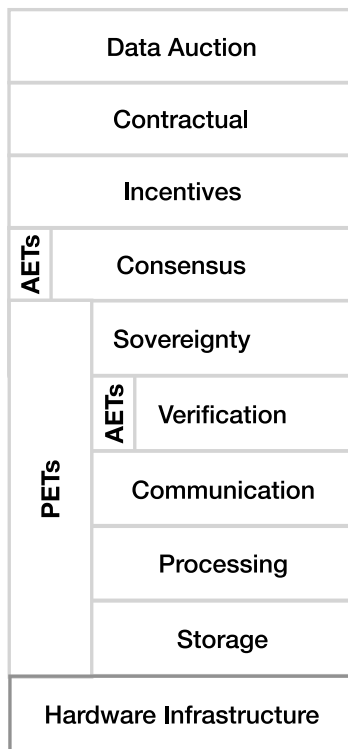 Data Auction
Contractual
Incentives
AETs
Consensus
PETs
Sovereignty
AETs
Verification
Communication
Processing
Storage
Hardware Infrastructure